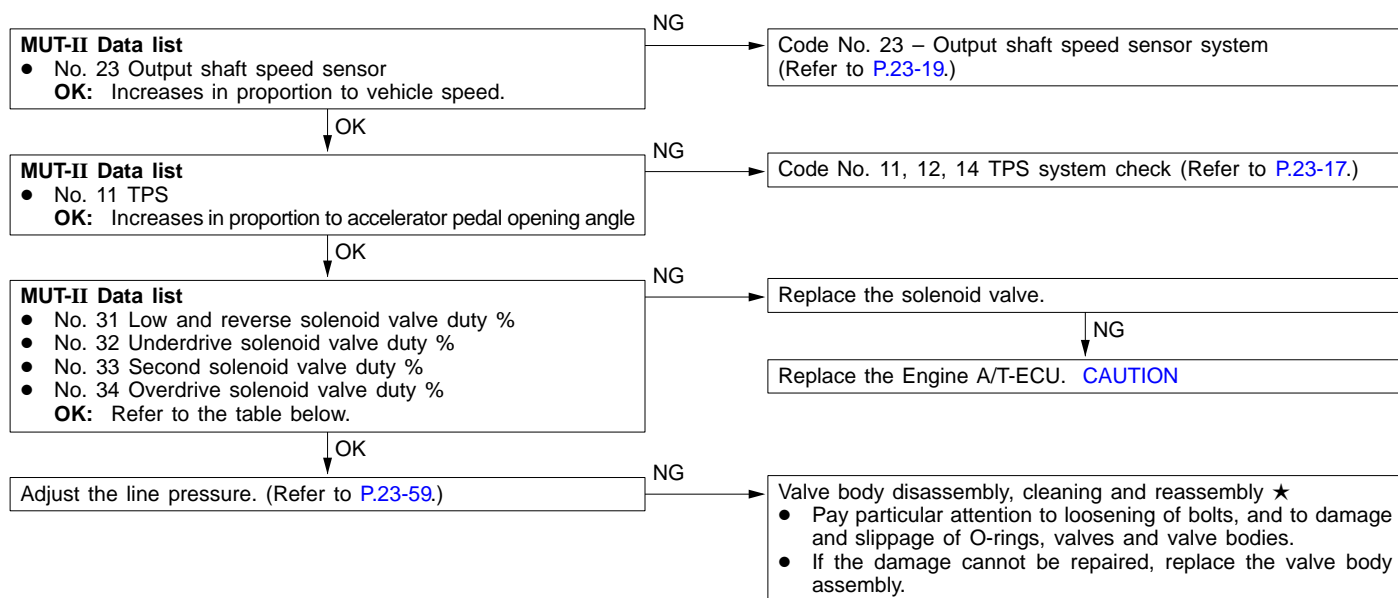 NG
MUT-II Data list
● No. 23 Output shaft speed sensor
OK: Increases in proportion to vehicle speed.
Code No. 23 – Output shaft speed sensor system
(Refer to P.23-19.)
OK
NG
MUT-II Data list
● No. 11 TPS
OK: Increases in proportion to accelerator pedal opening angle
Code No. 11, 12, 14 TPS system check (Refer to P.23-17.)
OK
NG
MUT-II Data list
● No. 31 Low and reverse solenoid valve duty %
● No. 32 Underdrive solenoid valve duty %
● No. 33 Second solenoid valve duty %
● No. 34 Overdrive solenoid valve duty %
OK: Refer to the table below.
Replace the solenoid valve.
NG
Replace the Engine A/T-ECU. CAUTION
OK
NG
Adjust the line pressure. (Refer to P.23-59.)
Valve body disassembly, cleaning and reassembly ★
● Pay particular attention to loosening of bolts, and to damage
and slippage of O-rings, valves and valve bodies.
● If the damage cannot be repaired, replace the valve body
assembly.